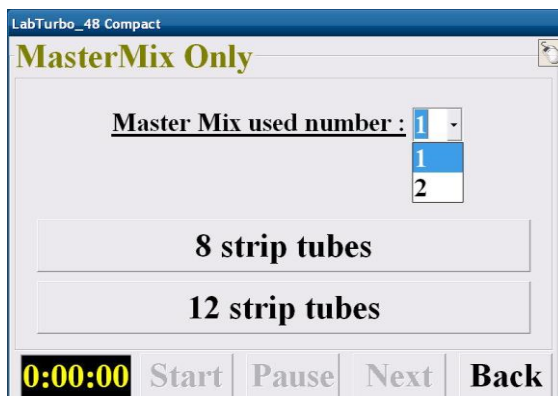 LabTurbo_48 Compact
MasterMix Only
Master Mix used number : 1
1
2
8 strip tubes
12 strip tubes
0:00:00 Start Pause Next Back